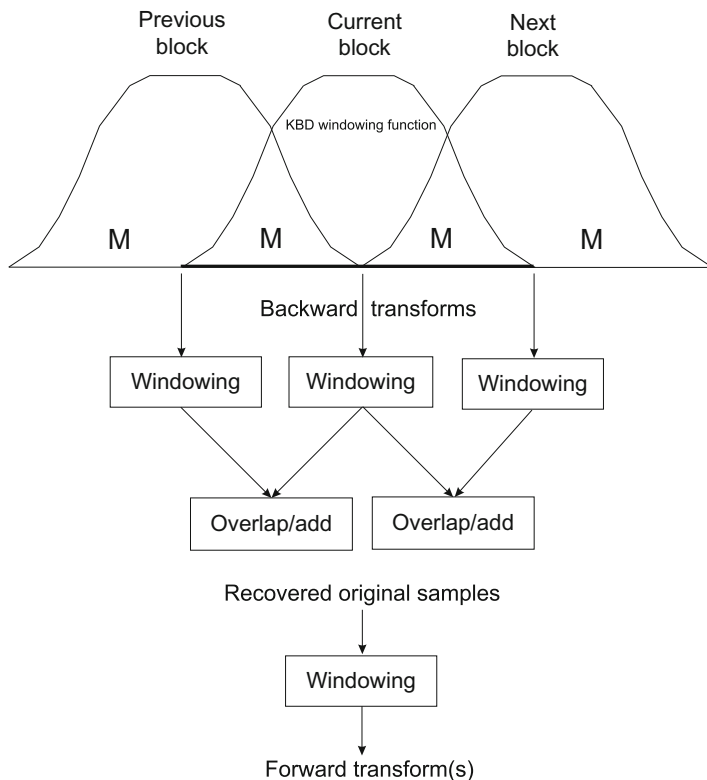 Previous
block
Current
block
Next
block
KBD windowing function
M
M
M
M
Backward transforms
Windowing
Windowing
Windowing
Overlap/add
Overlap/add
Recovered original samples
Windowing
Forward transform(s)